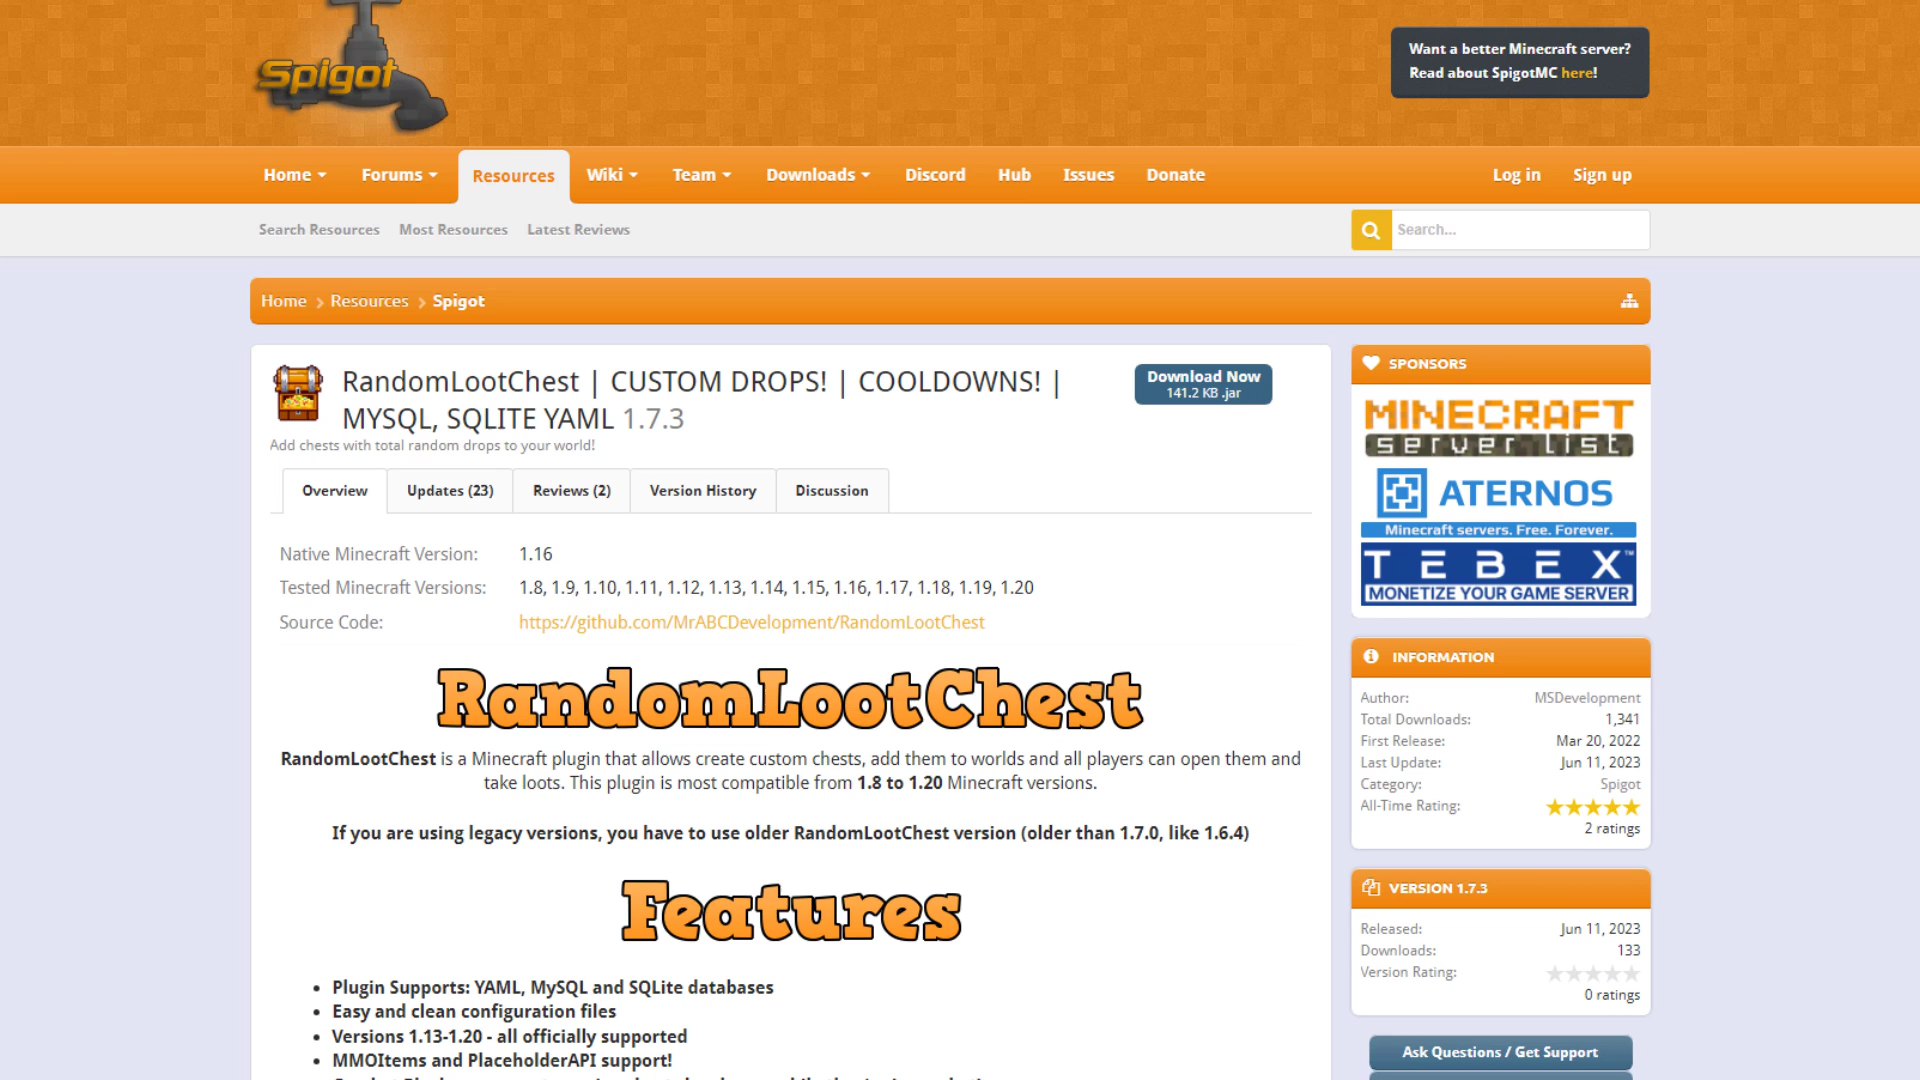 Spigot
Want a better Minecraft server?
Read about SpigotMC here!
Home Forums Resources Wiki Team Downloads Discord Hub Issues Donate Log in Sign up
Search Resources Most Resources Latest Reviews Search...
Home Resources Spigot
RandomLootChest | CUSTOM DROPS! | COOLDOWNS! |
MYSQL, SQLITE YAML 1.7.3
Add chests with total random drops to your world!
Download Now
141.2 KB .jar
Overview Updates (23) Reviews (2) Version History Discussion
Native Minecraft Version: 1.16
Tested Minecraft Versions: 1.8, 1.9, 1.10, 1.11, 1.12, 1.13, 1.14, 1.15, 1.16, 1.17, 1.18, 1.19, 1.20
Source Code: https://github.com/MrABCDevelopment/RandomLootChest
RandomLootChest
RandomLootChest is a Minecraft plugin that allows create custom chests, add them to worlds and all players can open them and
take loots. This plugin is most compatible from 1.8 to 1.20 Minecraft versions.
If you are using legacy versions, you have to use older RandomLootChest version (older than 1.7.0, like 1.6.4)
Features
• Plugin Supports: YAML, MySQL and SQLite databases
• Easy and clean configuration files
• Versions 1.13-1.20 - all officially supported
• MMOItems and PlaceholderAPI support!
SPONSORS
MINECRAFT
server list
ATERNOS
Minecraft servers. Free. Forever.
TEBEX™
MONETIZE YOUR GAME SERVER
INFORMATION
Author: MSDevelopment
Total Downloads: 1,341
First Release: Mar 20, 2022
Last Update: Jun 11, 2023
Category: Spigot
All-Time Rating:
2 ratings
VERSION 1.7.3
Released: Jun 11, 2023
Downloads: 133
Version Rating:
0 ratings
Ask Questions / Get Support